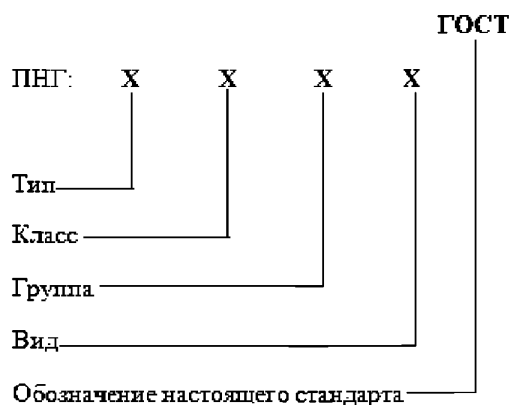 ГОСТ
ПНГ: Х Х Х Х
Тип
Класс
Группа
Вид
Обозначение настоящего стандарта